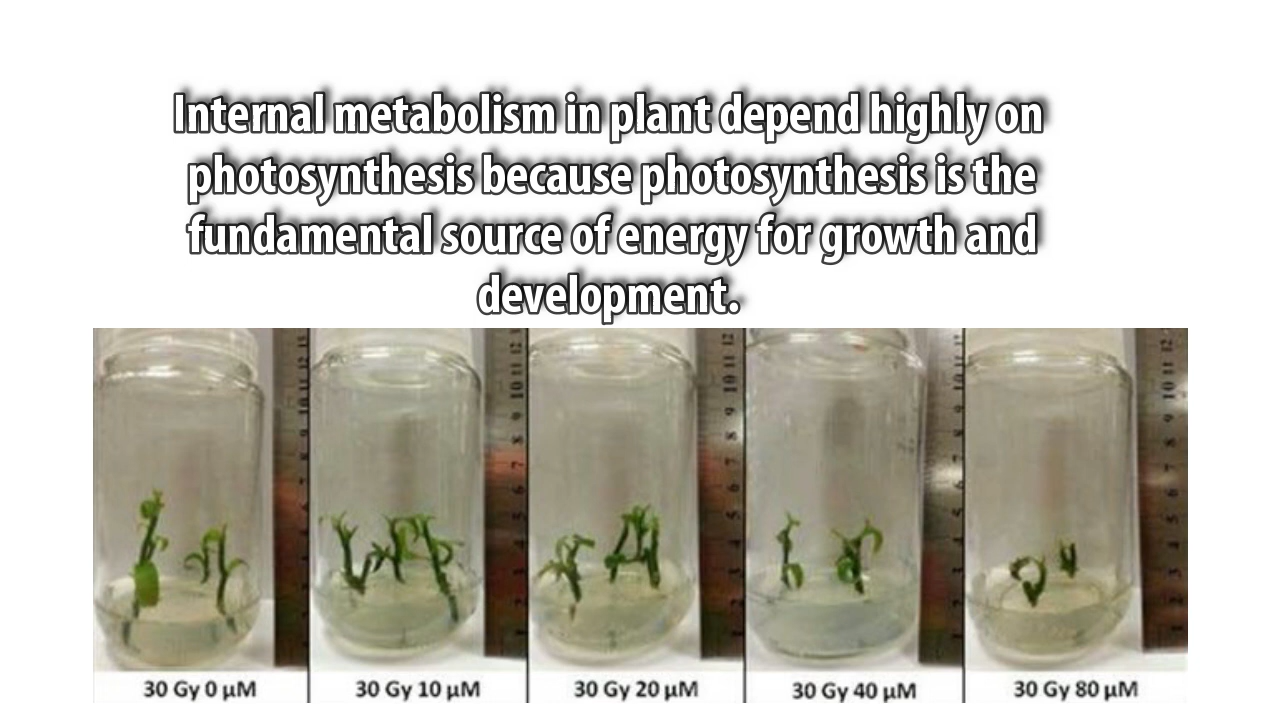 Internal metabolism in plant depend highly on
photosynthesis because photosynthesis is the
fundamental source of energy for growth and
development.
30 Gy 0 µM 30 Gy 10 µM 30 Gy 20 µM 30 Gy 40 µM 30 Gy 80 µM